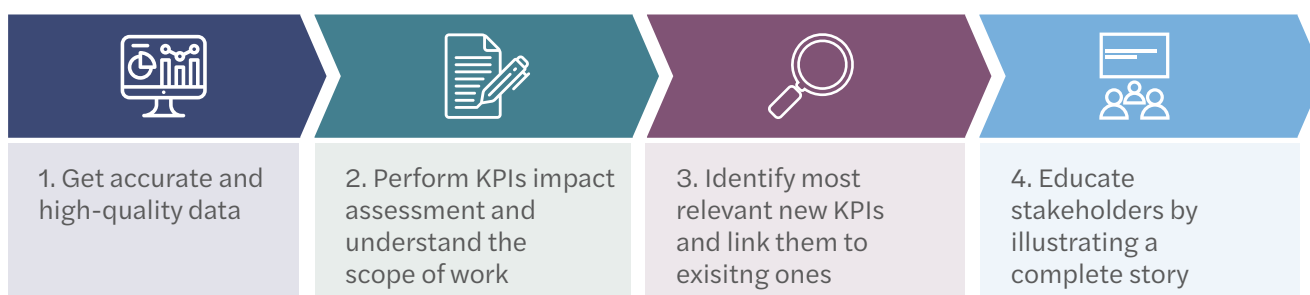 1. Get accurate and
high-quality data
2. Perform KPIs impact
assessment and
understand the
scope of work
3. Identify most
relevant new KPIs
and link them to
exisitng ones
4. Educate
stakeholders by
illustrating a
complete story